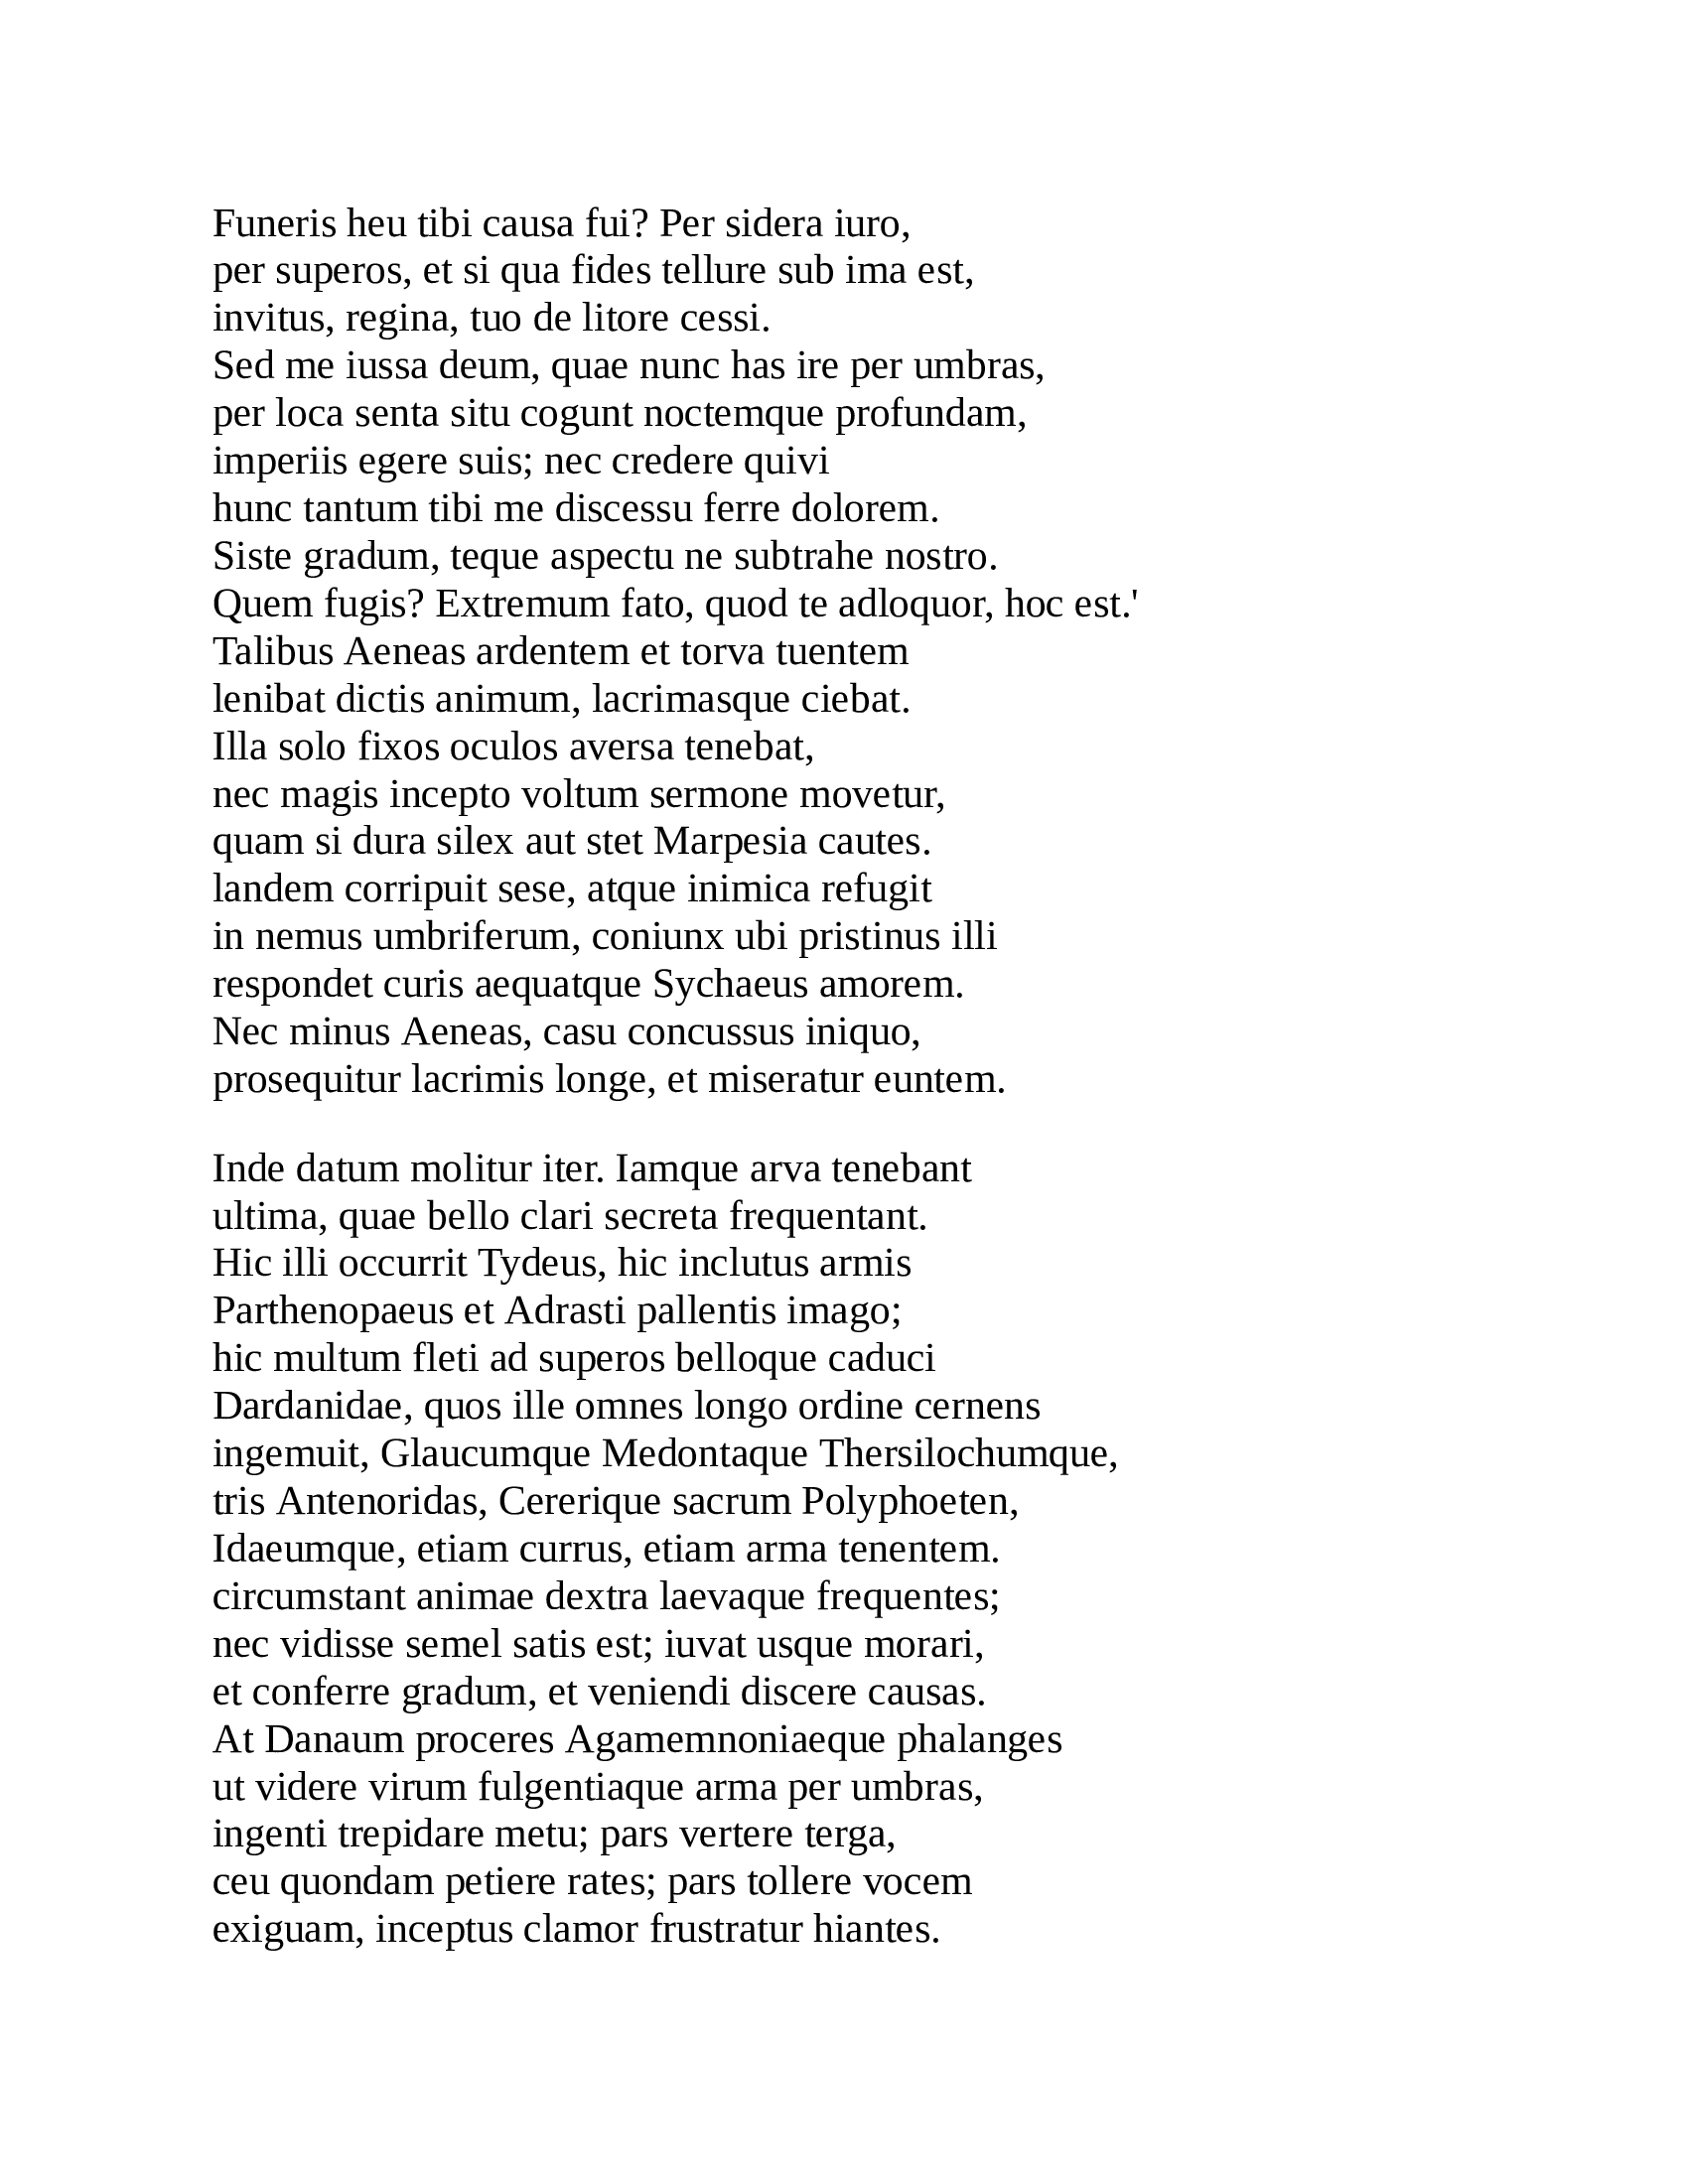 Funeris heu tibi causa fui? Per sidera iuro,
per superos, et si qua fides tellure sub ima est,
invitus, regina, tuo de litore cessi.
Sed me iussa deum, quae nunc has ire per umbras,
per loca senta situ cogunt noctemque profundam,
imperiis egere suis; nec credere quivi
hunc tantum tibi me discessu ferre dolorem.
Siste gradum, teque aspectu ne subtrahe nostro.
Quem fugis? Extremum fato, quod te adloquor, hoc est.'
Talibus Aeneas ardentem et torva tuentem
lenibat dictis animum, lacrimasque ciebat.
Illa solo fixos oculos aversa tenebat,
nec magis incepto voltum sermone movetur,
quam si dura silex aut stet Marpesia cautes.
landem corripuit sese, atque inimica refugit
in nemus umbriferum, coniunx ubi pristinus illi
respondet curis aequatque Sychaeus amorem.
Nec minus Aeneas, casu concussus iniquo,
prosequitur lacrimis longe, et miseratur euntem.

Inde datum molitur iter. Iamque arva tenebant
ultima, quae bello clari secreta frequentant.
Hic illi occurrit Tydeus, hic inclutus armis
Parthenopaeus et Adrasti pallentis imago;
hic multum fleti ad superos belloque caduci
Dardanidae, quos ille omnes longo ordine cernens
ingemuit, Glaucumque Medontaque Thersilochumque,
tris Antenoridas, Cererique sacrum Polyphoeten,
Idaeumque, etiam currus, etiam arma tenentem.
circumstant animae dextra laevaque frequentes;
nec vidisse semel satis est; iuvat usque morari,
et conferre gradum, et veniendi discere causas.
At Danaum proceres Agamemnoniaeque phalanges
ut videre virum fulgentiaque arma per umbras,
ingenti trepidare metu; pars vertere terga,
ceu quondam petiere rates; pars tollere vocem
exiguam, inceptus clamor frustratur hiantes.